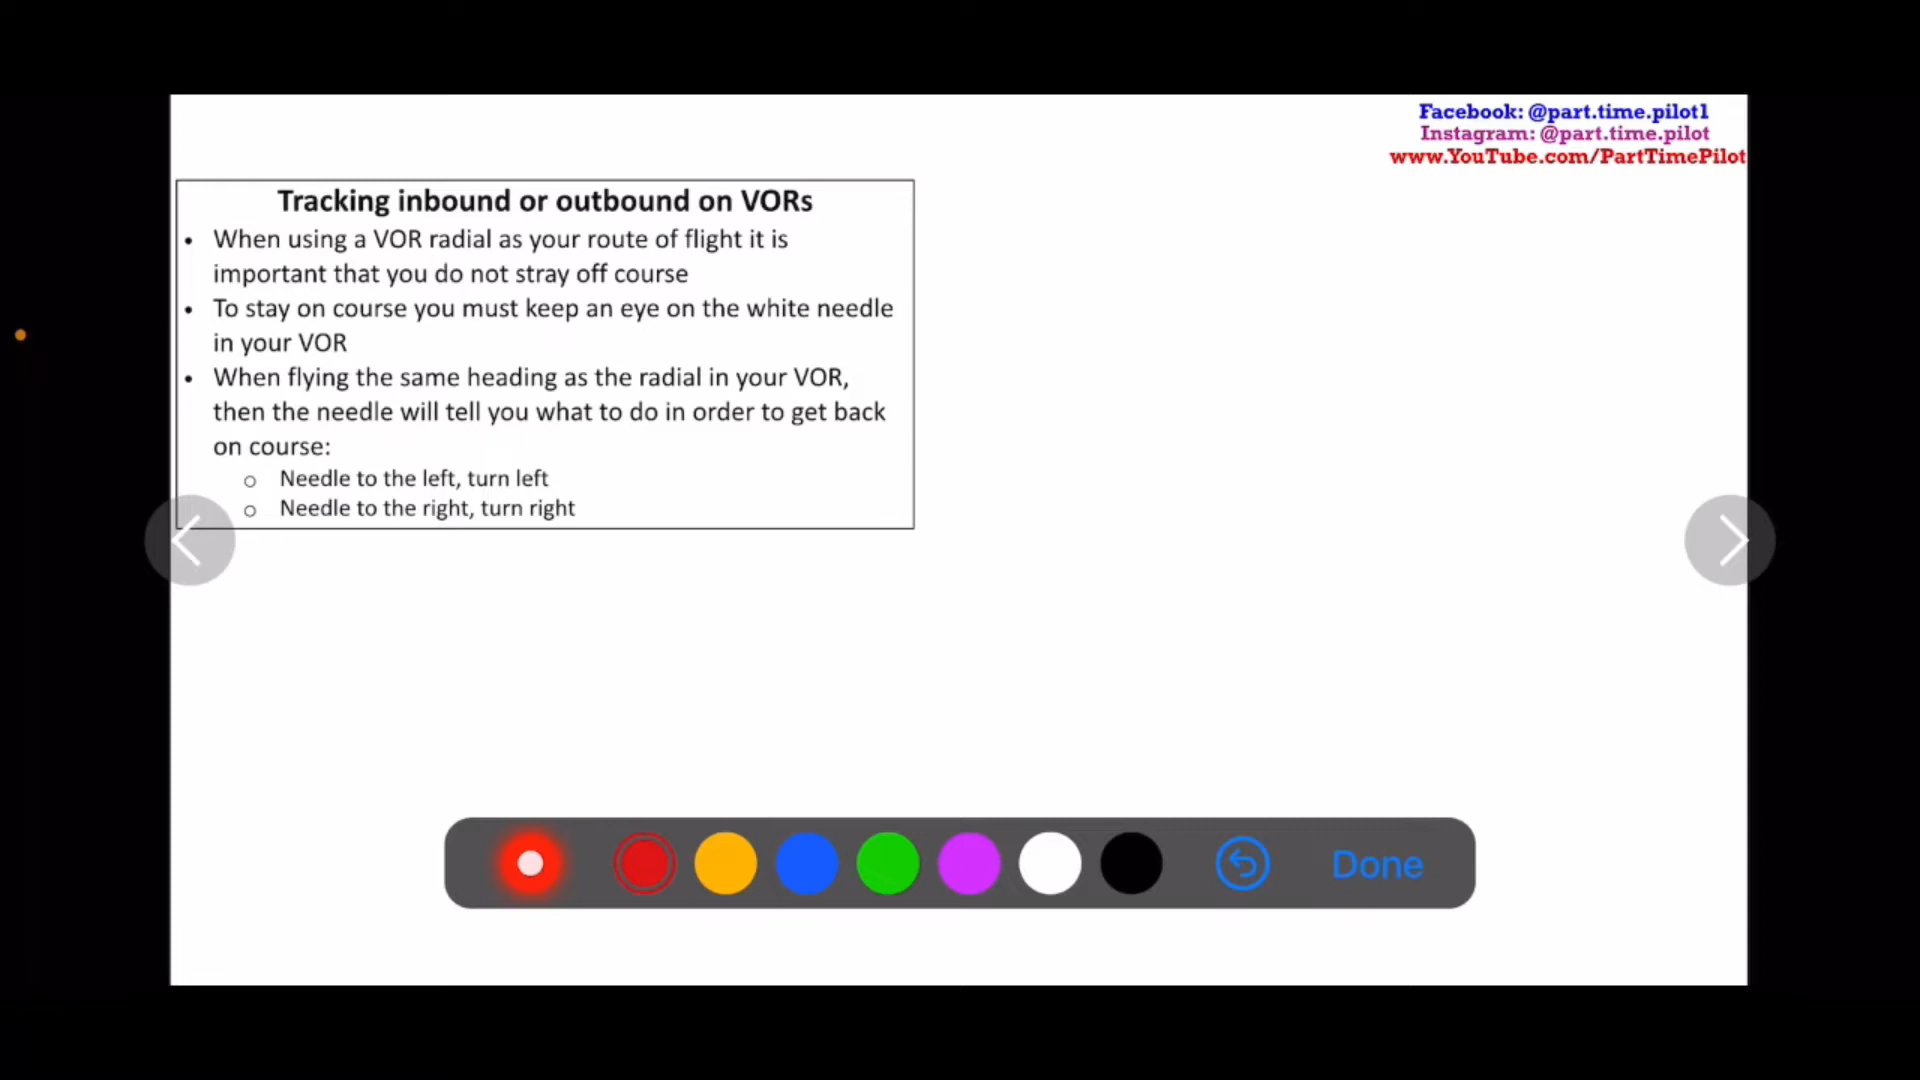 Facebook: @part.time.pilot1
Instagram: @part.time.pilot
www.YouTube.com/PartTimePilot
Tracking inbound or outbound on VORs
• When using a VOR radial as your route of flight it is
important that you do not stray off course
• To stay on course you must keep an eye on the white needle
in your VOR
• When flying the same heading as the radial in your VOR,
then the needle will tell you what to do in order to get back
on course:
o Needle to the left, turn left
o Needle to the right, turn right
Done